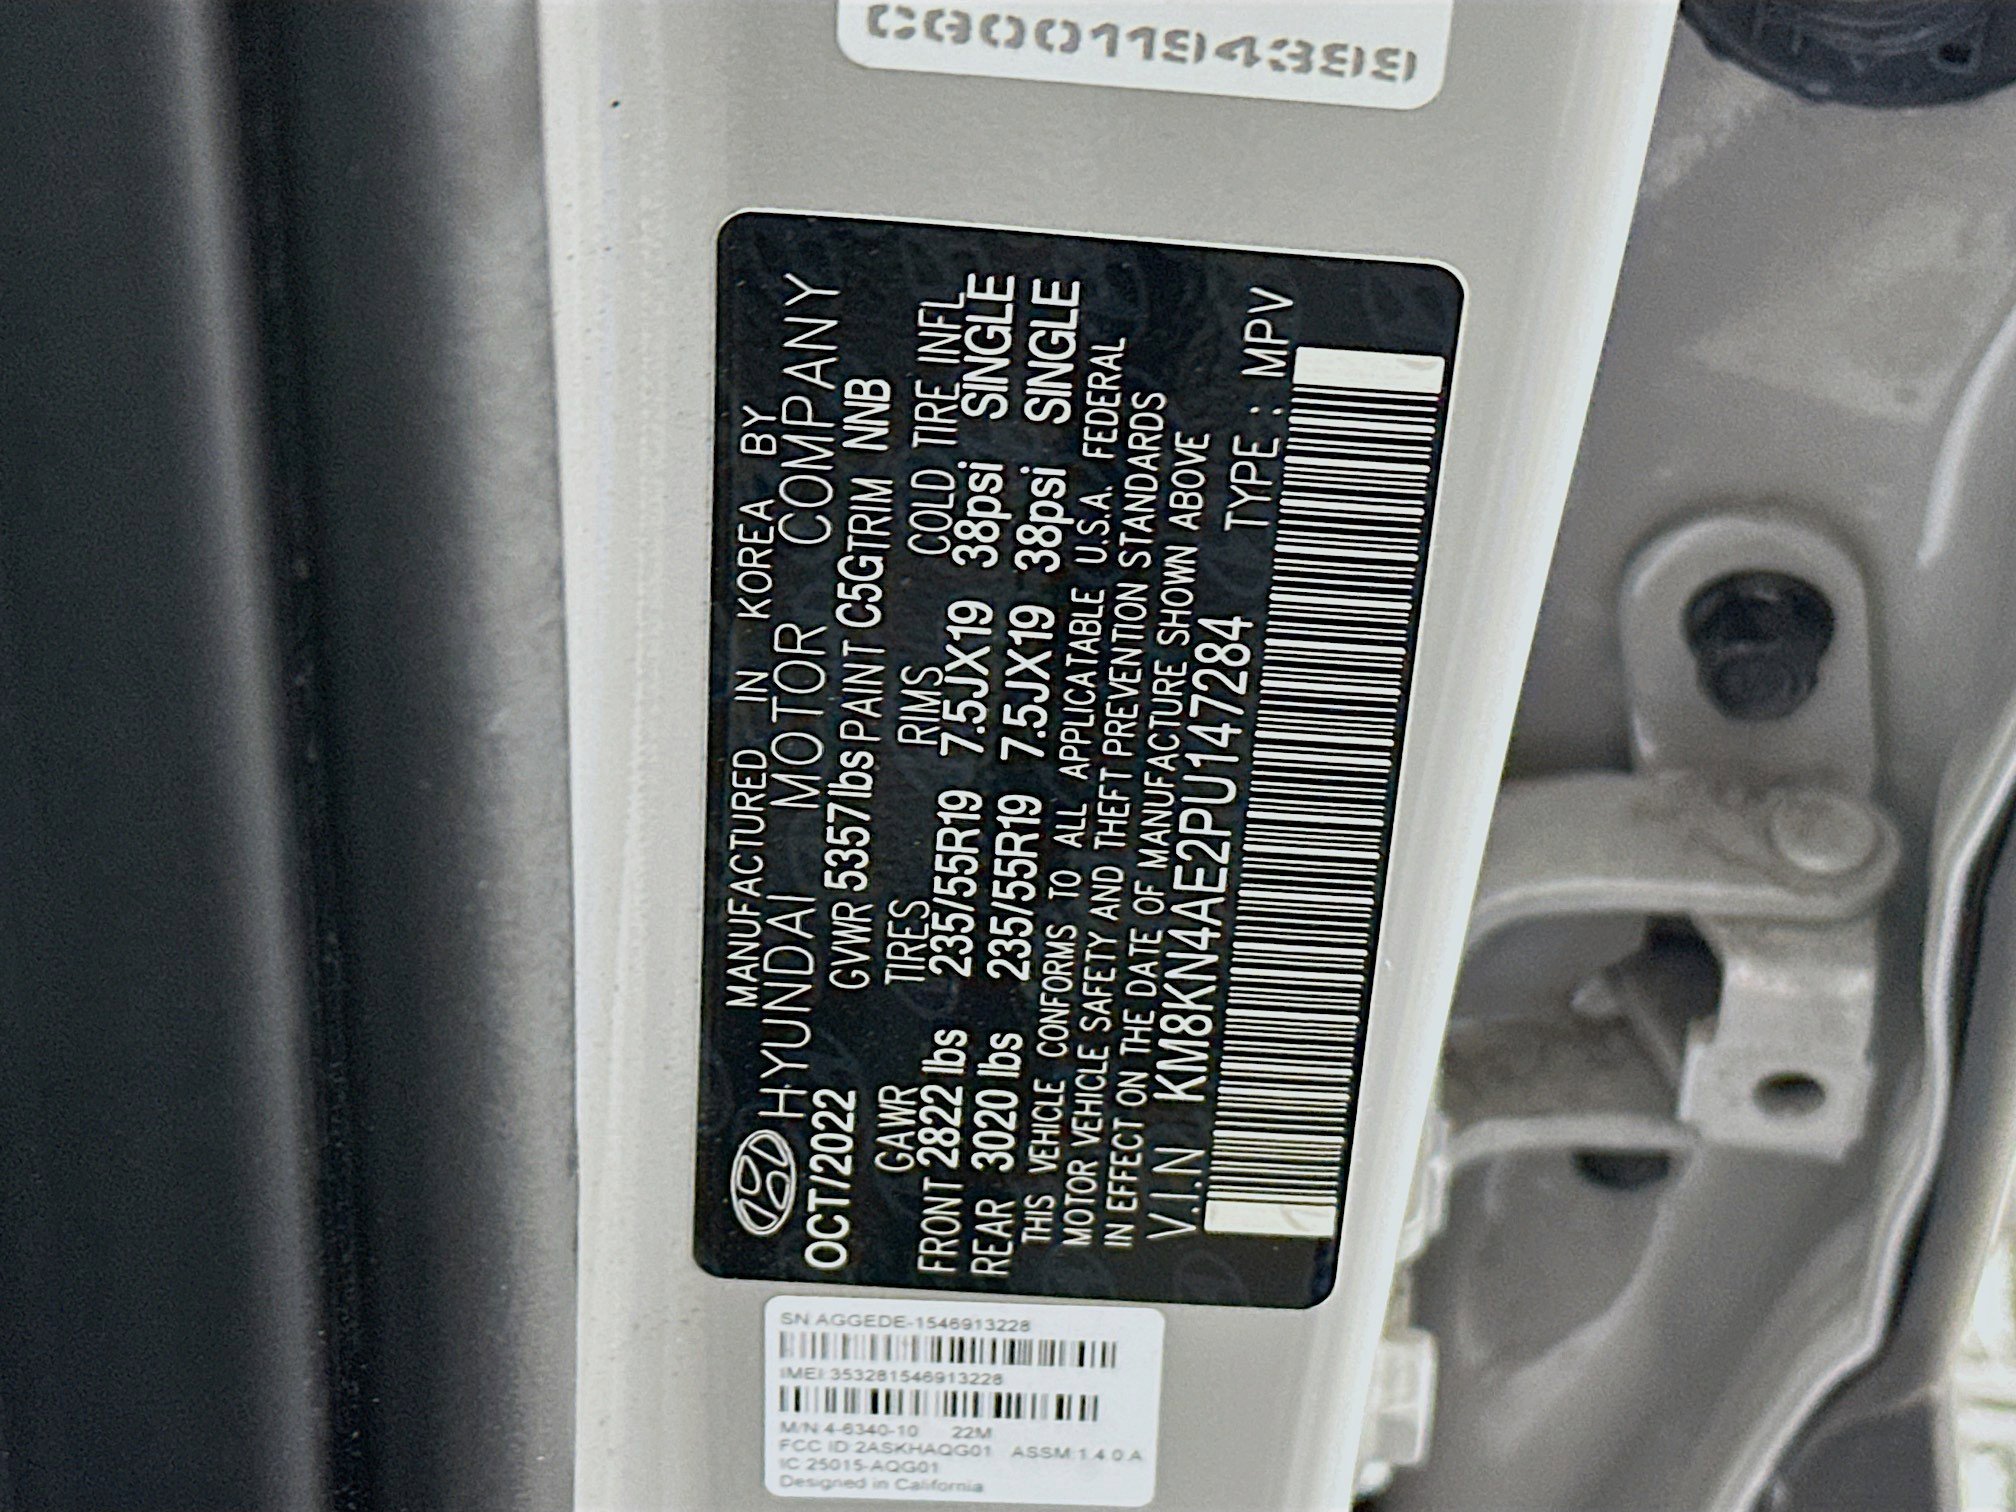 CG001194399
MANUFACTURED IN KOREA BY
HYUNDAI MOTOR COMPANY
OCT/2022 GVWR 5357lbs PAINT C5G TRIM NNB
GAWR TIRES RIMS COLD TIRE INFL
FRONT 2822 lbs 235/55R19 7.5JX19 38psi SINGLE
REAR 3020 lbs 235/55R19 7.5JX19 38psi SINGLE
THIS VEHICLE CONFORMS TO ALL APPLICATABLE U.S.A. FEDERAL
MOTOR VEHICLE SAFETY AND THEFT PREVENTION STANDARDS
IN EFFECT ON THE DATE OF MANUFACTURE SHOWN ABOVE
V.I.N KM8KN4AE2PU147284 TYPE : MPV
SN:AGGEDE-1546913228
IMEI:353281546913228
M/N:4-6340-10 22M
FCC ID:2ASKHAQG01 ASSM:1.4.0.A
IC:25015-AQG01
Designed in California